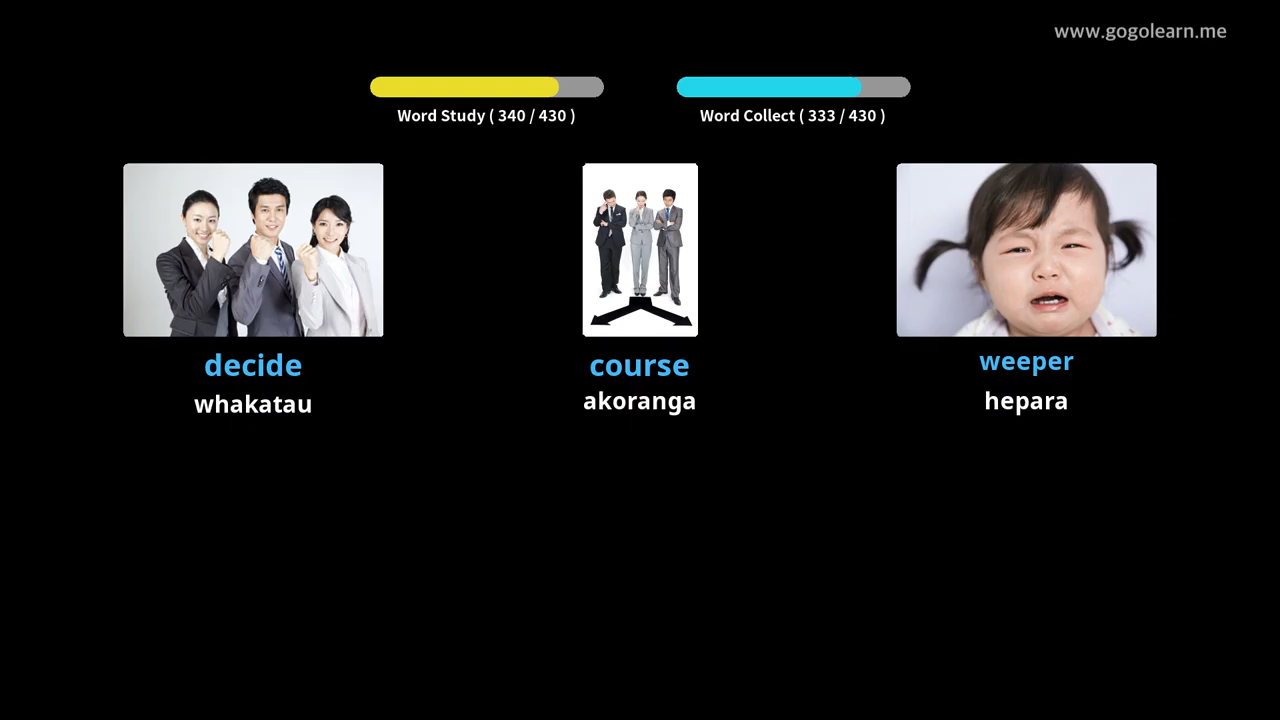 www.gogolearn.me
Word Study ( 340 / 430 )
Word Collect ( 333 / 430 )
decide
whakatau
course
akoranga
weeper
hepara